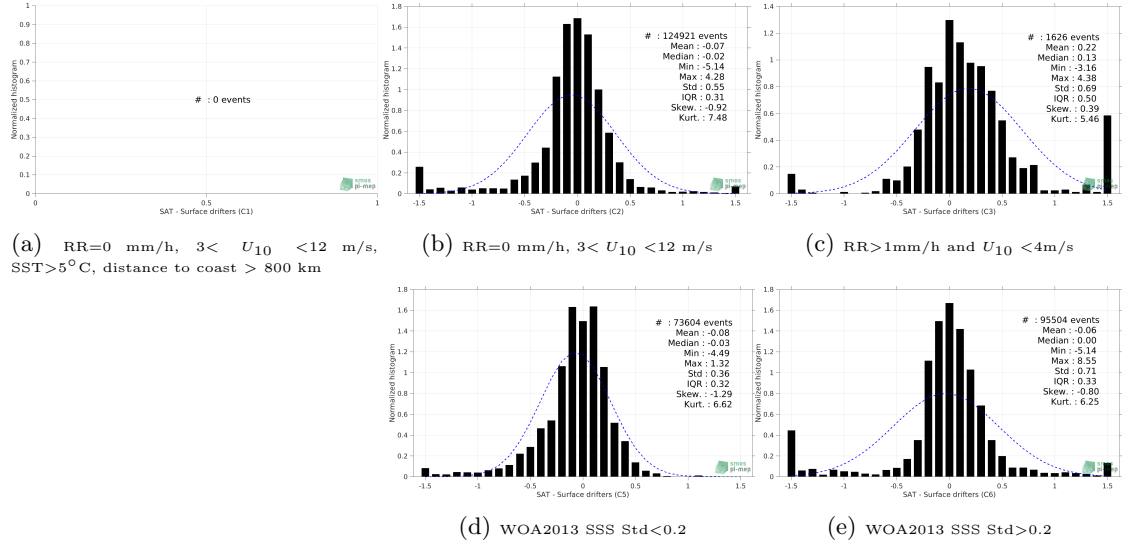 1
0.9
0.8
0.7
0.6
0.5
0.4
0.3
0.2
0.1
0
Normalized histogram
# : 0 events
smos
pi-mep
0 0.5 1
SAT - Surface drifters (C1)
(a) RR=0 mm/h, 3< U10 <12 m/s,
SST>5°C, distance to coast > 800 km
1.8
1.6
1.4
1.2
1
0.8
0.6
0.4
0.2
0
Normalized histogram
# : 124921 events
Mean : -0.07
Median : -0.02
Min : -5.14
Max : 4.28
Std : 0.55
IQR : 0.31
Skew. : -0.92
Kurt. : 7.48
smos
pi-mep
-1.5 -1 -0.5 0 0.5 1 1.5
SAT - Surface drifters (C2)
(b) RR=0 mm/h, 3< U10 <12 m/s
1.4
1.2
1
0.8
0.6
0.4
0.2
0
Normalized histogram
# : 1626 events
Mean : 0.22
Median : 0.13
Min : -3.16
Max : 4.38
Std : 0.69
IQR : 0.50
Skew. : 0.39
Kurt. : 5.46
smos
pi-mep
-1.5 -1 -0.5 0 0.5 1 1.5
SAT - Surface drifters (C3)
(c) RR>1mm/h and U10 <4m/s
1.8
1.6
1.4
1.2
1
0.8
0.6
0.4
0.2
0
Normalized histogram
# : 73604 events
Mean : -0.08
Median : -0.03
Min : -4.49
Max : 1.32
Std : 0.36
IQR : 0.32
Skew. : -1.29
Kurt. : 6.62
smos
pi-mep
-1.5 -1 -0.5 0 0.5 1 1.5
SAT - Surface drifters (C5)
(d) WOA2013 SSS Std<0.2
1.8
1.6
1.4
1.2
1
0.8
0.6
0.4
0.2
0
Normalized histogram
# : 95504 events
Mean : -0.06
Median : 0.00
Min : -5.14
Max : 8.55
Std : 0.71
IQR : 0.33
Skew. : -0.80
Kurt. : 6.25
smos
pi-mep
-1.5 -1 -0.5 0 0.5 1 1.5
SAT - Surface drifters (C6)
(e) WOA2013 SSS Std>0.2